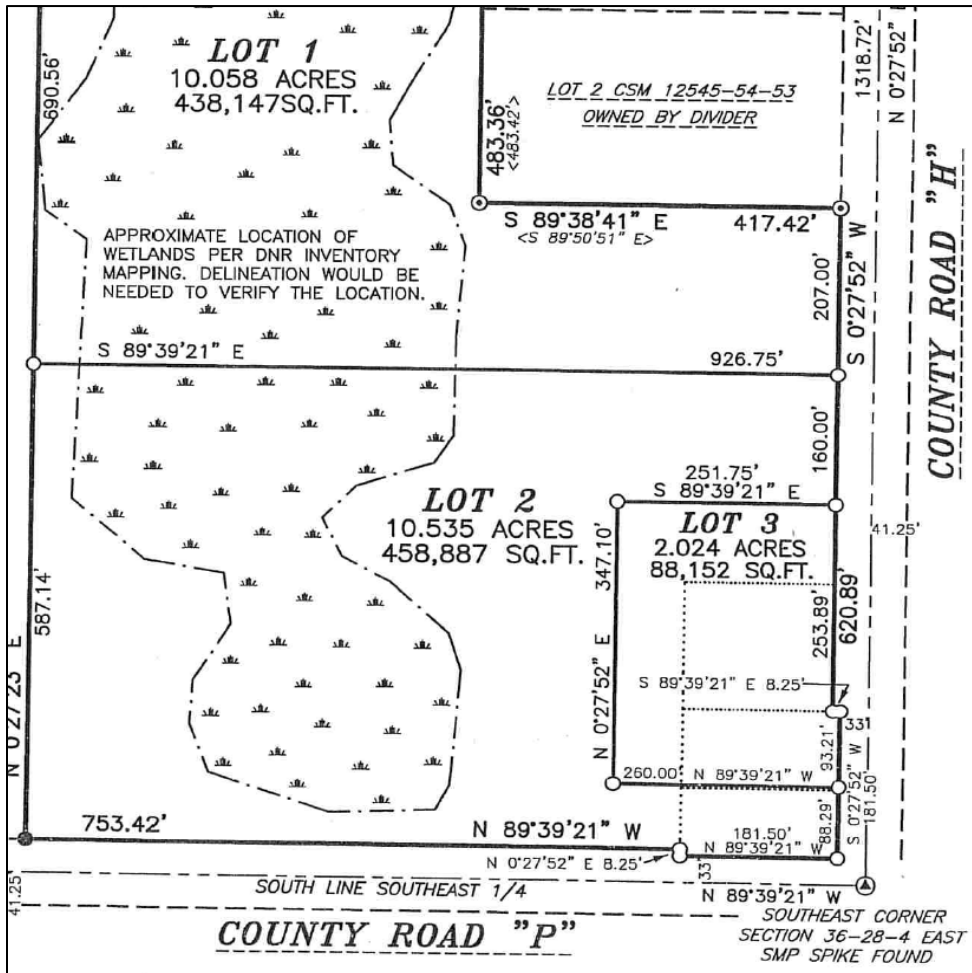 LOT 1
10.058 ACRES
438,147SQ.FT.
690.56'
LOT 2 CSM 12545-54-53
OWNED BY DIVIDER
483.36'
<483.42'>
1318.72'
N 0°27'52"
S 89°38'41" E 417.42'
<S 89°50'51" E>
APPROXIMATE LOCATION OF
WETLANDS PER DNR INVENTORY
MAPPING. DELINEATION WOULD BE
NEEDED TO VERIFY THE LOCATION.
207.00'
S 0°27'52" W
COUNTY ROAD "H"
S 89°39'21" E 926.75'
160.00'
251.75'
S 89°39'21" E
LOT 2
10.535 ACRES
458,887 SQ.FT.
LOT 3
2.024 ACRES
88,152 SQ.FT.
41.25'
347.10'
N 0°27'52" E
253.89'
620.89'
587.14'
N 0°27'23" E
S 89°39'21" E 8.25'
33'
93.21'
S 0°27'52" W
181.50'
260.00' N 89°39'21" W
88.29'
753.42' N 89°39'21" W
181.50'
N 89°39'21" W
N 0°27'52" E 8.25'
33'
41.25'
SOUTH LINE SOUTHEAST 1/4
N 89°39'21" W
COUNTY ROAD "P"
SOUTHEAST CORNER
SECTION 36-28-4 EAST
SMP SPIKE FOUND